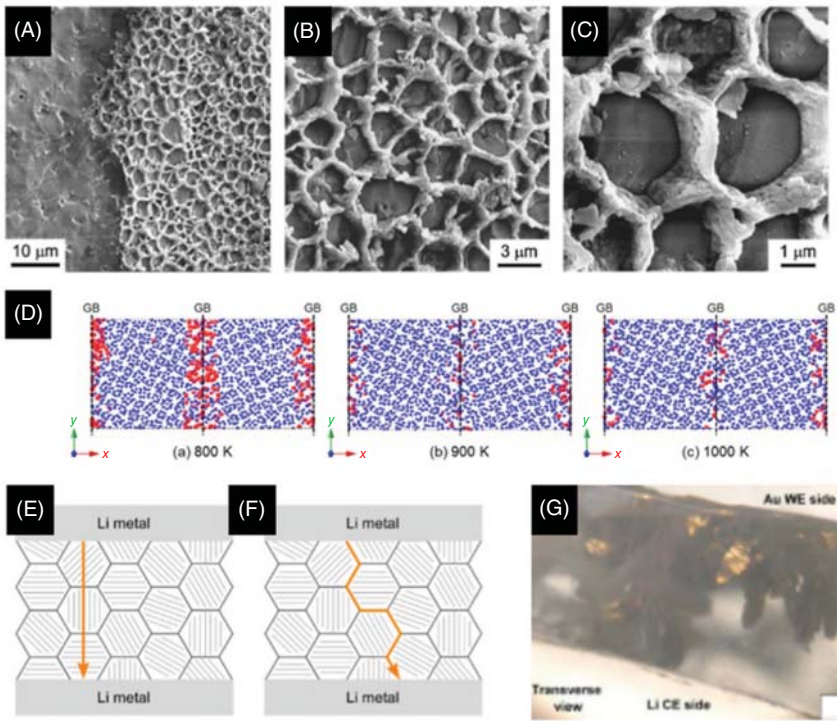 (A)
10 µm
(B)
3 µm
(C)
1 µm
(D)
GB GB GB
y
x
(a) 800 K
GB GB GB
y
x
(b) 900 K
GB GB GB
y
x
(c) 1000 K
(E)
Li metal
Li metal
(F)
Li metal
Li metal
(G)
Au WE side
Transverse
view
Li CE side